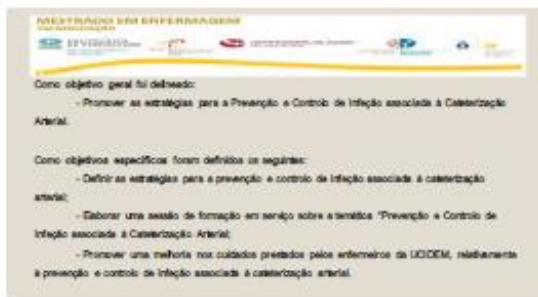 MESTRADO EM ENFERMAGEM
Como objetivo geral foi delineado:
- Promover as estratégias para a Prevenção e Controlo de Infeção associada à Cateterização
Arterial.
Como objetivos específicos foram definidos os seguintes:
- Definir as estratégias para a prevenção e controlo de infeção associada à cateterização
arterial;
- Elaborar uma sessão de formação em serviço sobre a temática "Prevenção e Controlo de
Infeção associada à Cateterização Arterial;
- Promover uma melhoria nos cuidados prestados pelos enfermeiros da UCIDEM, relativamente
à prevenção e controlo de infeção associada à cateterização arterial.